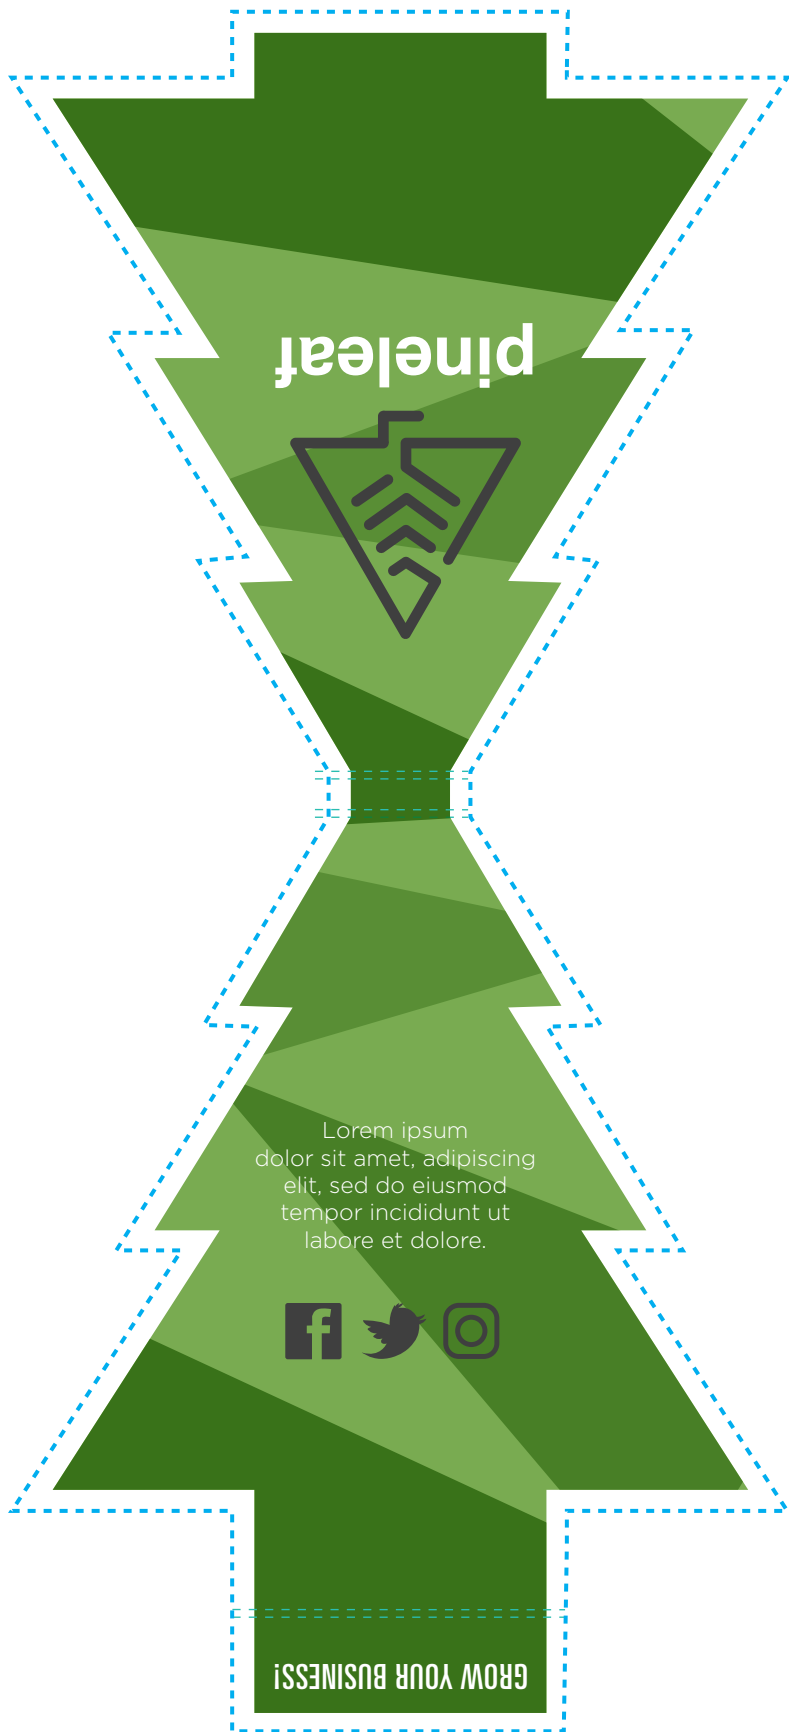 pineleaf
Lorem ipsum
dolor sit amet, adipiscing
elit, sed do eiusmod
tempor incididunt ut
labore et dolore.
GROW YOUR BUSINESS!